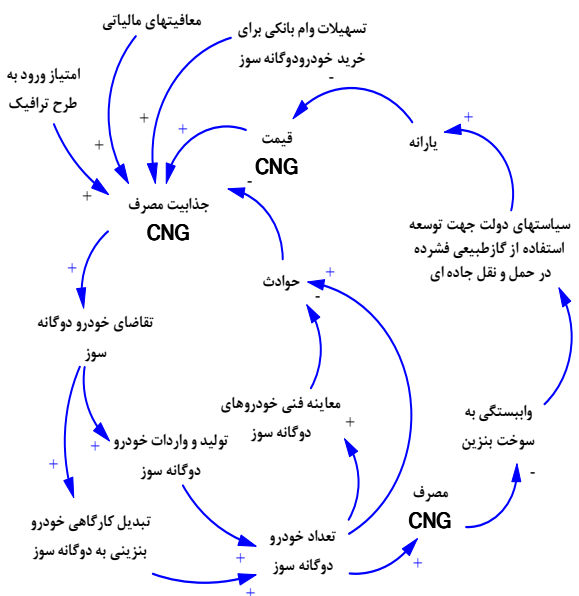 معافیتهای مالیاتی
تسهیلات وام بانکی برای
خرید خودرودوگانه سوز
امتیاز ورود به
طرح ترافیک
قیمت
CNG
یارانه
جذابیت مصرف
CNG
سیاستهای دولت جهت توسعه
استفاده از گازطبیعی فشرده
در حمل و نقل جاده ای
حوادث
تقاضای خودرو دوگانه
سوز
معاینه فنی خودروهای
دوگانه سوز
وابستگی به
سوخت بنزین
تولید و واردات خودرو
دوگانه سوز
مصرف
CNG
تبدیل کارگاهی خودرو
بنزینی به دوگانه سوز
تعداد خودرو
دوگانه سوز